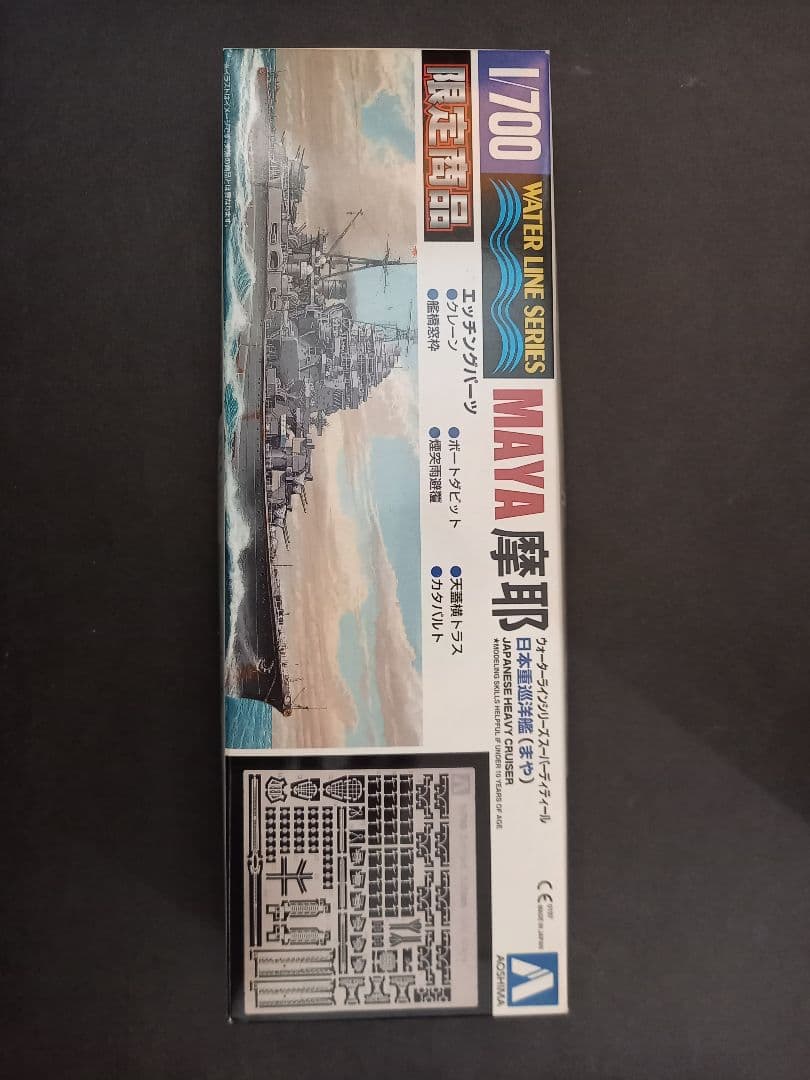 1/700
WATER LINE SERIES
MAYA 摩耶
ウォーターラインシリーズ スーパーディティール
日本重巡洋艦(まや)
JAPANESE HEAVY CRUISER
★MODELING SKILLS HELPFUL IF UNDER 10 YEARS OF AGE
CE
MADE IN JAPAN
AOSHIMA
限定商品
エッチングパーツ
●クレーン
●ボートダビット
●天蓋横トラス
●艦橋窓枠
●煙突雨避覆
●カタパルト